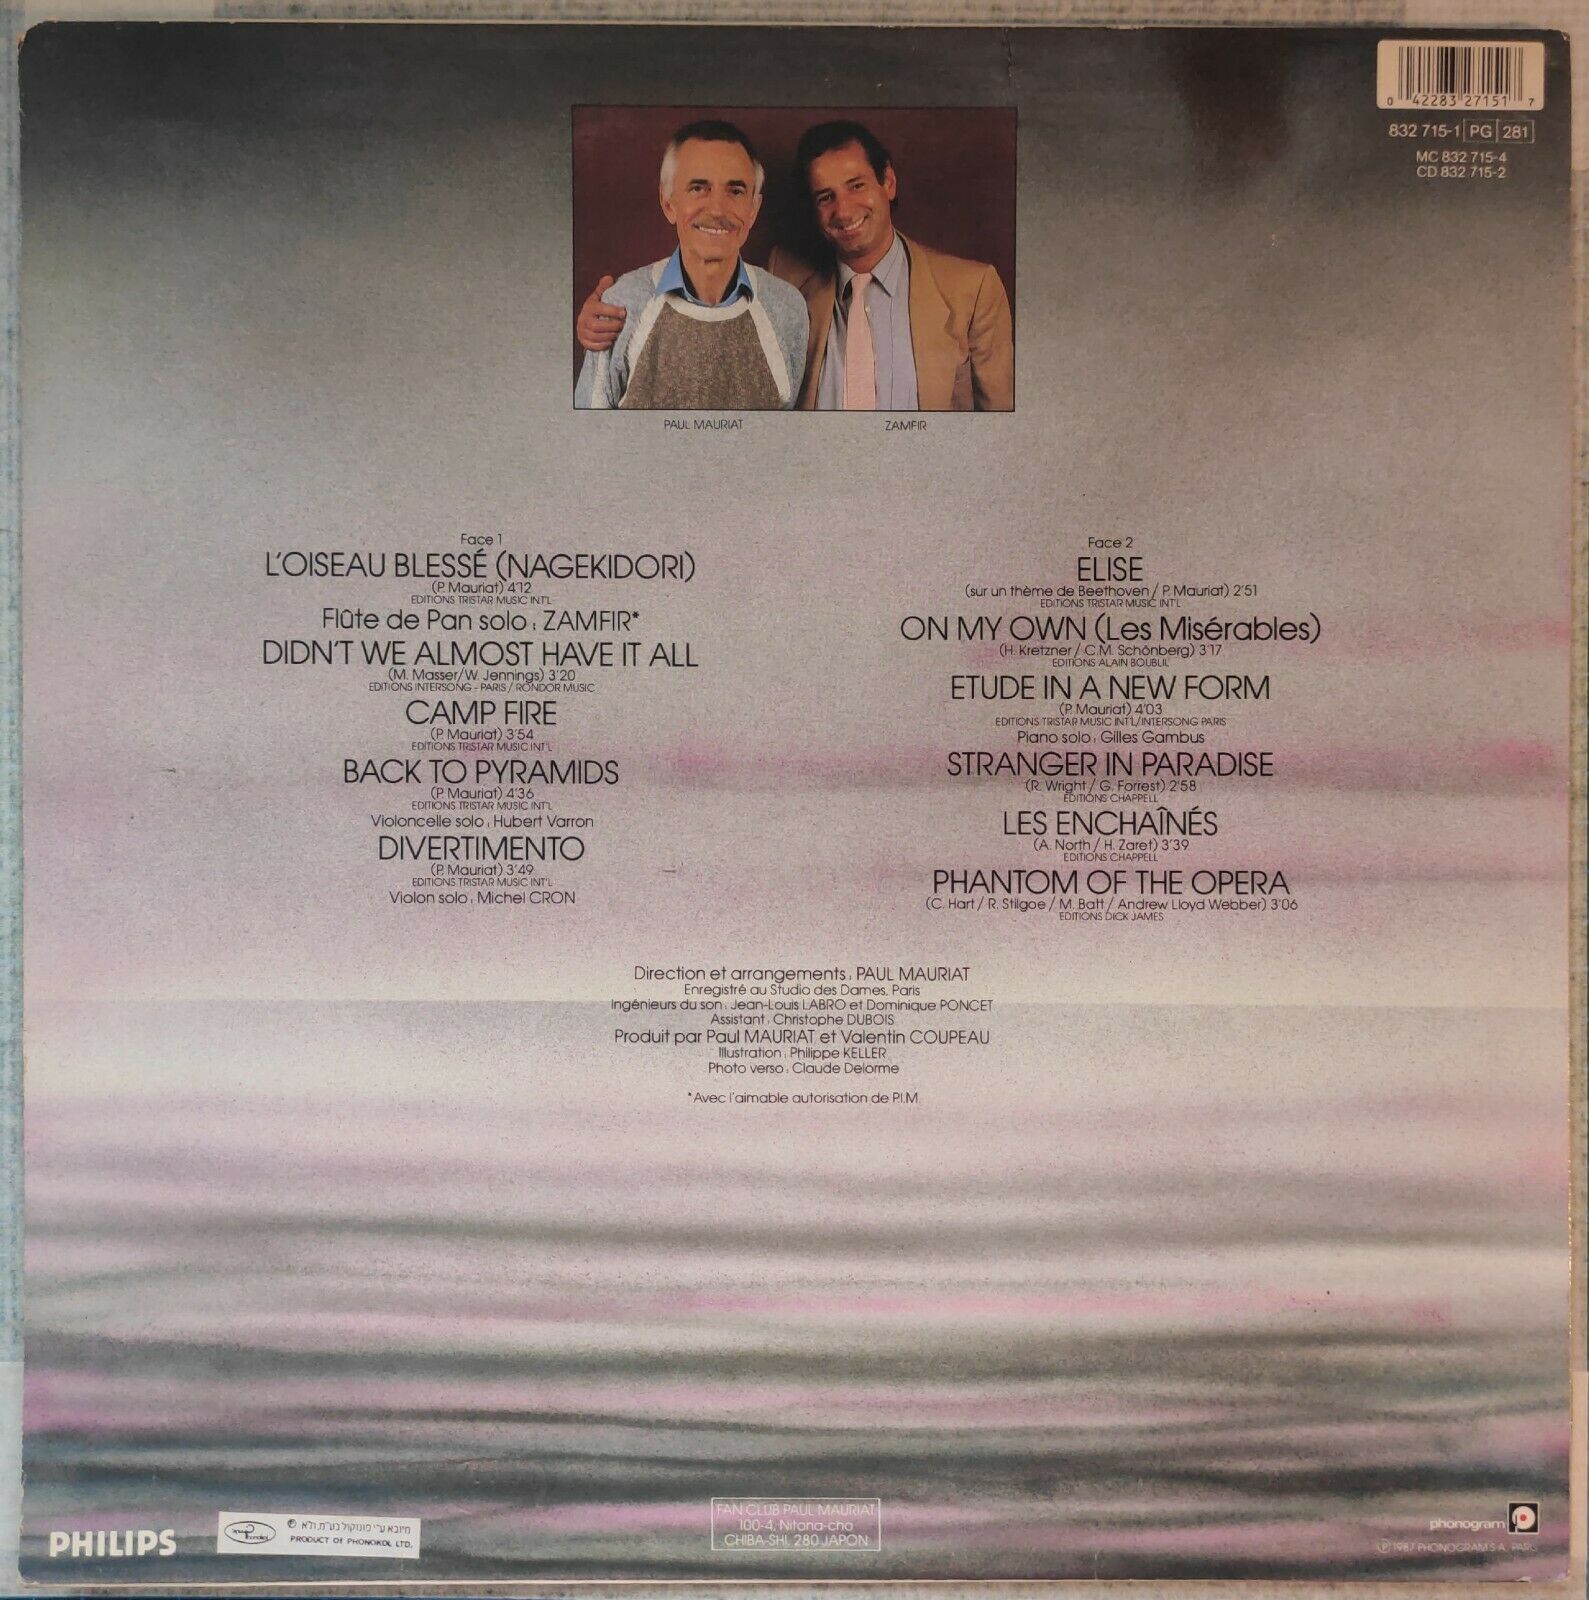 0 42283 27151 7
832 715-1 PG 281
MC 832 715-4
CD 832 715-2
PAUL MAURIAT
ZAMFIR
Face 1
L'OISEAU BLESSÉ (NAGEKIDORI)
(P. Mauriat) 4'12
EDITIONS TRISTAR MUSIC INT'L
Flûte de Pan solo : ZAMFIR*
DIDN'T WE ALMOST HAVE IT ALL
(M. Masser/W. Jennings) 3'20
EDITIONS INTERSONG - PARIS / RONDOR MUSIC
CAMP FIRE
(P. Mauriat) 3'54
EDITIONS TRISTAR MUSIC INT'L
BACK TO PYRAMIDS
(P. Mauriat) 4'36
EDITIONS TRISTAR MUSIC INT'L
Violoncelle solo : Hubert Varron
DIVERTIMENTO
(P. Mauriat) 3'49
EDITIONS TRISTAR MUSIC INT'L
Violon solo : Michel CRON
Face 2
ELISE
(sur un thème de Beethoven / P. Mauriat) 2'51
EDITIONS TRISTAR MUSIC INT'L
ON MY OWN (Les Misérables)
(H. Kretzner / C.M. Schönberg) 3'17
EDITIONS ALAIN BOUBLIL
ETUDE IN A NEW FORM
(P. Mauriat) 4'03
EDITIONS TRISTAR MUSIC INT'L/INTERSONG PARIS
Piano solo : Gilles Gambus
STRANGER IN PARADISE
(R. Wright / G. Forrest) 2'58
EDITIONS CHAPPELL
LES ENCHAÎNÉS
(A. North / H. Zaret) 3'39
EDITIONS CHAPPELL
PHANTOM OF THE OPERA
(C. Hart / R. Stilgoe / M. Batt / Andrew Lloyd Webber) 3'06
EDITIONS DICK JAMES
Direction et arrangements : PAUL MAURIAT
Enregistré au Studio des Dames, Paris
Ingénieurs du son : Jean-Louis LABRO et Dominique PONCET
Assistant : Christophe DUBOIS
Produit par Paul MAURIAT et Valentin COUPEAU
Illustration : Philippe KELLER
Photo verso : Claude Delorme
*Avec l'aimable autorisation de P.I.M.
PHILIPS
℗ מיובא ע״י פונוקול בע״מ, ת״א
PRODUCT OF PHONOKOL LTD.
FAN CLUB PAUL MAURIAT
100-4, Nitona-cho
CHIBA-SHI, 280 JAPON
phonogram
℗ 1987 PHONOGRAM S.A. PARIS